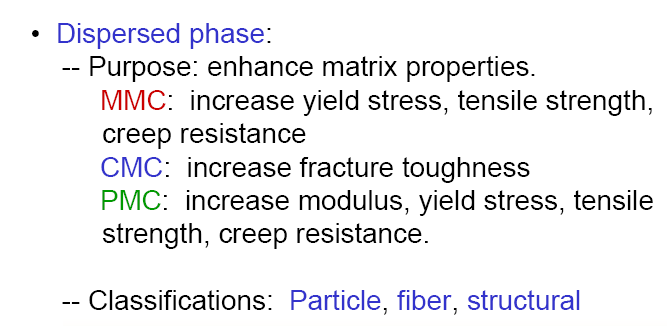 • Dispersed phase:
-- Purpose: enhance matrix properties.
MMC: increase yield stress, tensile strength,
creep resistance
CMC: increase fracture toughness
PMC: increase modulus, yield stress, tensile
strength, creep resistance.
-- Classifications: Particle, fiber, structural